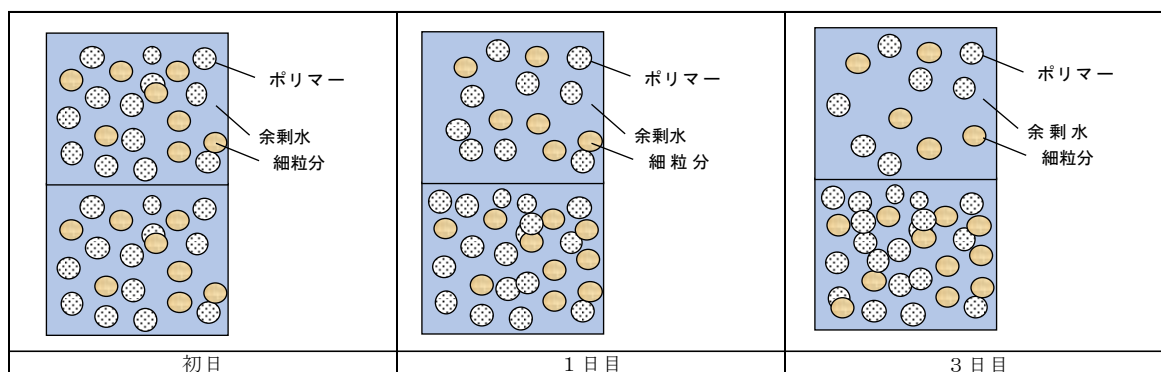 ポリマー
余剰水
細粒分
初日
ポリマー
余剰水
細粒分
1日目
ポリマー
余剰水
細粒分
3日目